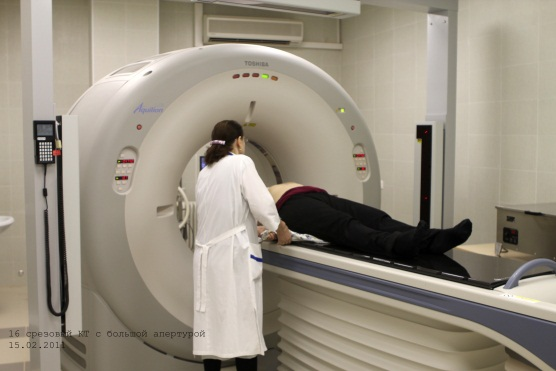 TOSHIBA
Aquilion
16 срезовой КТ с большой апертурой
15.02.2011